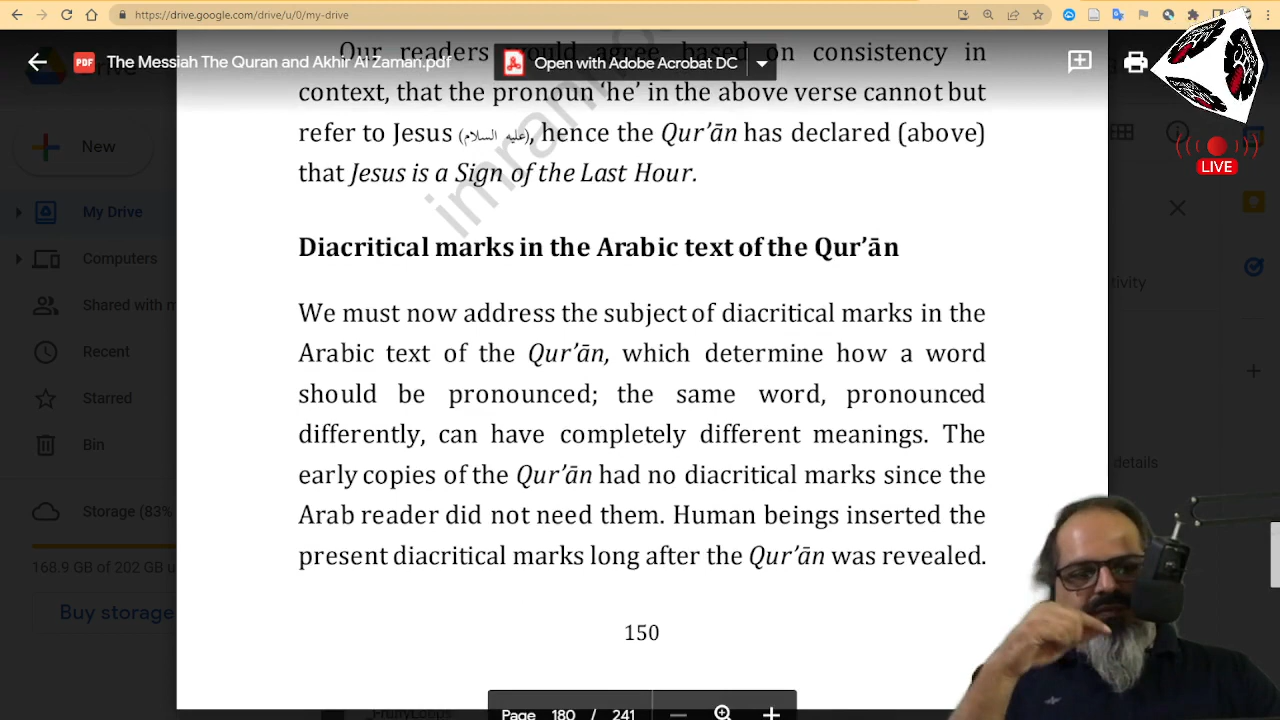 https://drive.google.com/drive/u/0/my-drive
PDF The Messiah The Quran and Akhir Al Zaman.pdf
Open with Adobe Acrobat DC
New
My Drive
Computers
Shared with m
Recent
Starred
Bin
Storage (83%
168.9 GB of 202 GB u
Buy storage
Our readers would agree based on consistency in
context, that the pronoun ‘he’ in the above verse cannot but
refer to Jesus (عليه السلام), hence the Qur’ān has declared (above)
that Jesus is a Sign of the Last Hour.
Diacritical marks in the Arabic text of the Qur’ān
We must now address the subject of diacritical marks in the
Arabic text of the Qur’ān, which determine how a word
should be pronounced; the same word, pronounced
differently, can have completely different meanings. The
early copies of the Qur’ān had no diacritical marks since the
Arab reader did not need them. Human beings inserted the
present diacritical marks long after the Qur’ān was revealed.
150
Page 180 / 241
LIVE
tivity
details